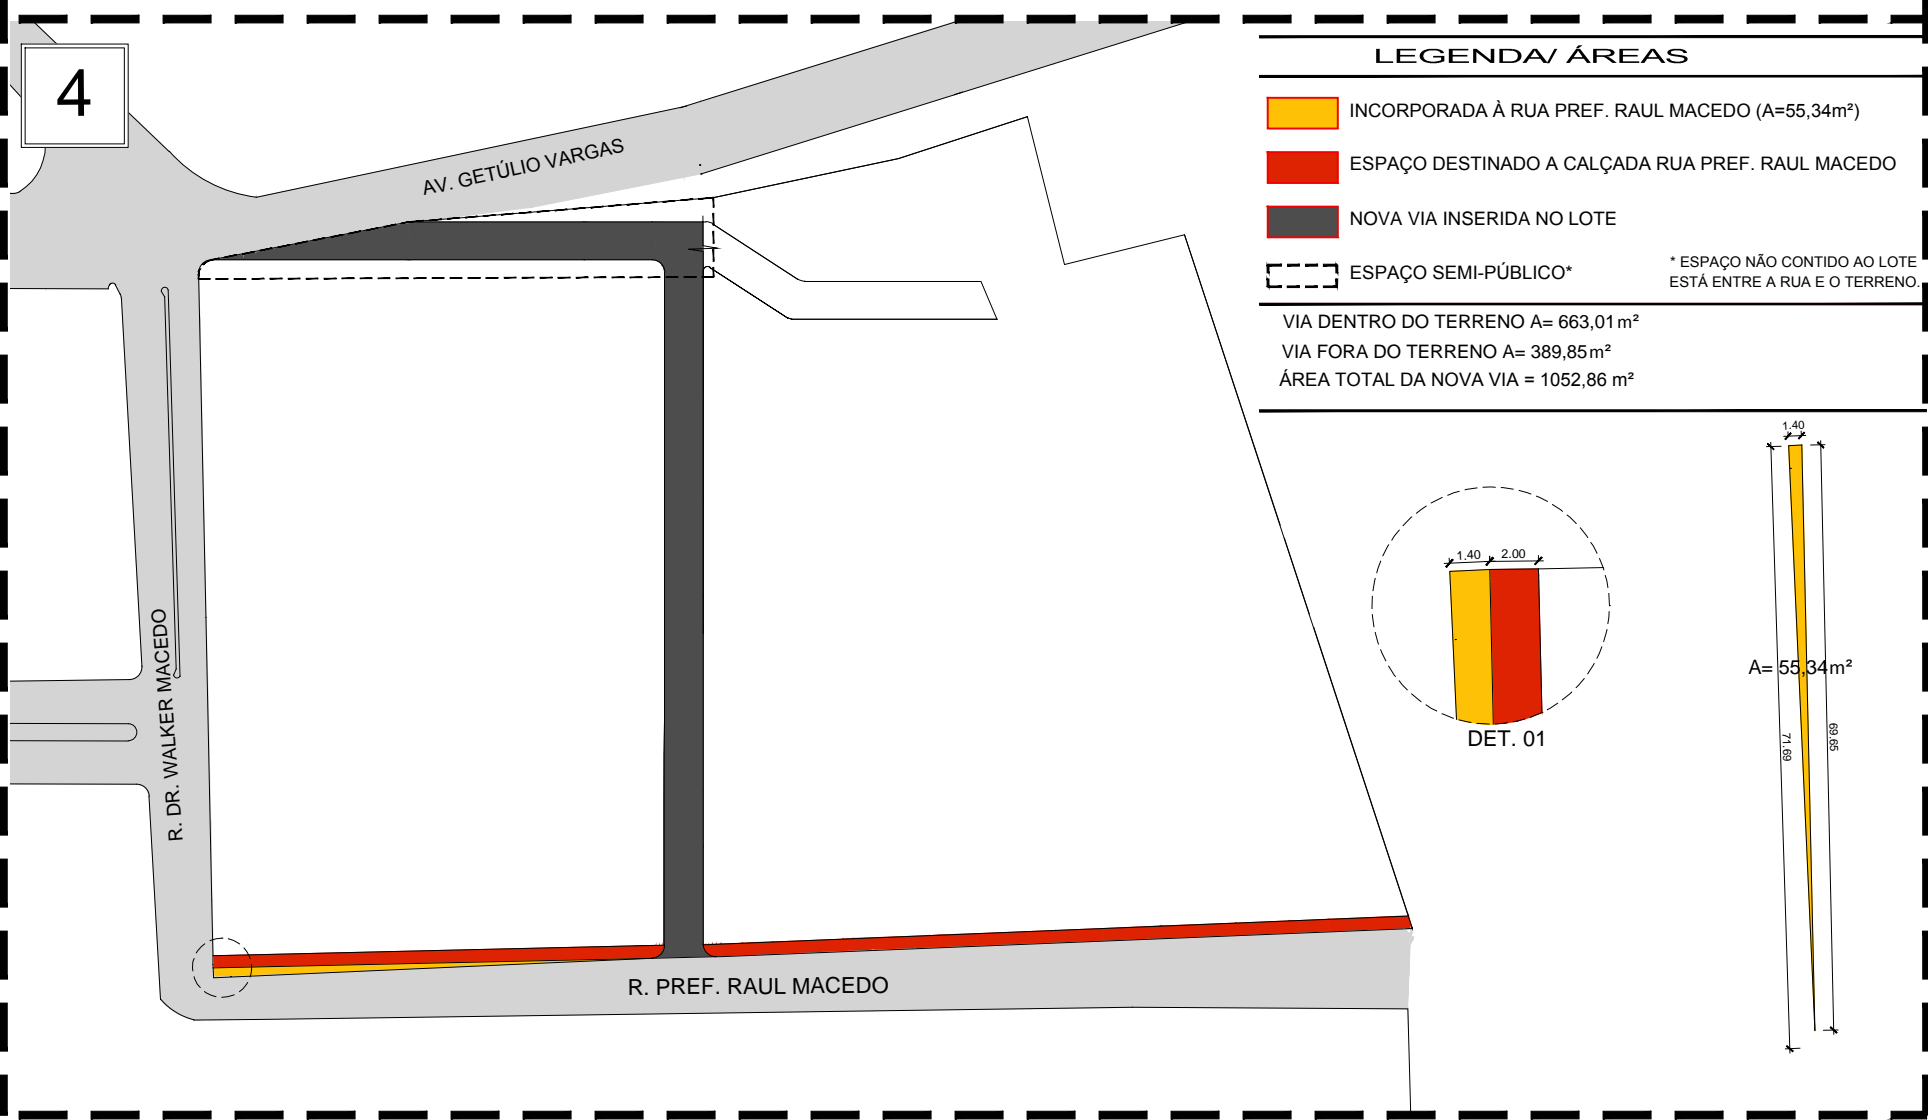 4
LEGENDA/ ÁREAS
INCORPORADA À RUA PREF. RAUL MACEDO (A=55,34m²)
ESPAÇO DESTINADO A CALÇADA RUA PREF. RAUL MACEDO
NOVA VIA INSERIDA NO LOTE
ESPAÇO SEMI-PÚBLICO*
* ESPAÇO NÃO CONTIDO AO LOTE
ESTÁ ENTRE A RUA E O TERRENO.
VIA DENTRO DO TERRENO A= 663,01m²
VIA FORA DO TERRENO A= 389,85m²
ÁREA TOTAL DA NOVA VIA = 1052,86 m²
AV. GETÚLIO VARGAS
R. DR. WALKER MACEDO
R. PREF. RAUL MACEDO
1.40
2.00
DET. 01
1.40
A= 55,34m²
71.69
69.65